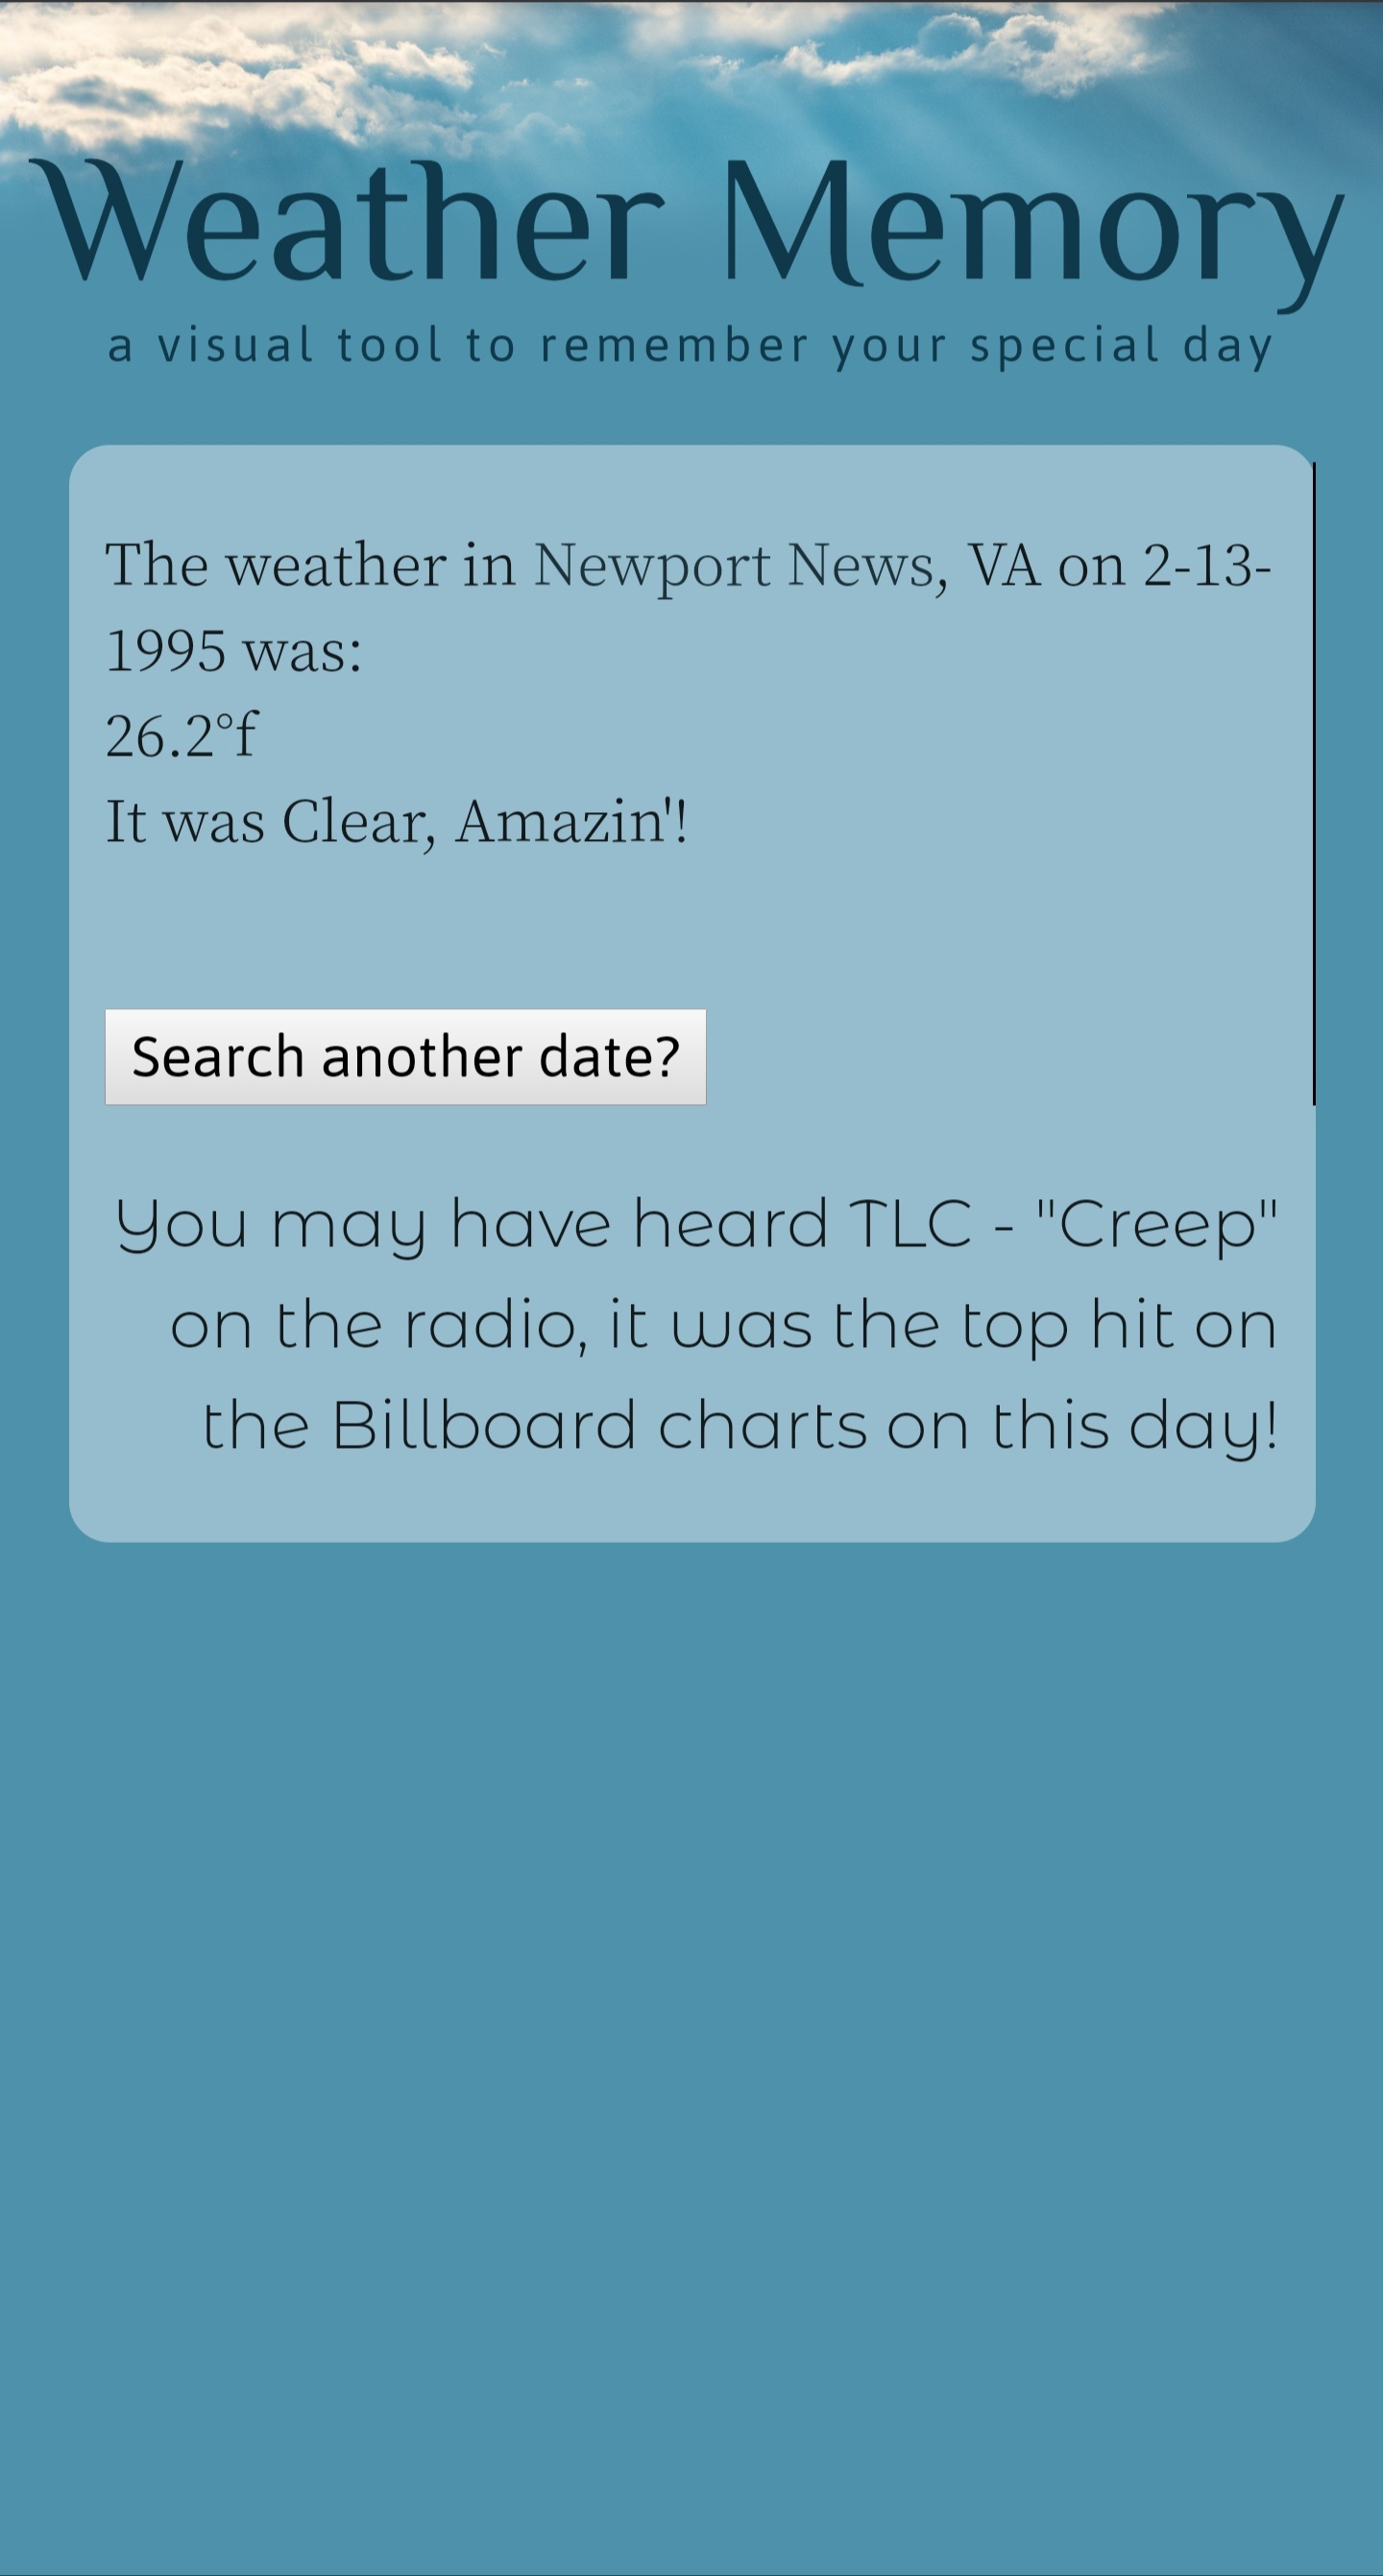 Weather Memory
a visual tool to remember your special day
The weather in Newport News, VA on 2-13-
1995 was:
26.2°f
It was Clear, Amazin'!
Search another date?
You may have heard TLC - "Creep"
on the radio, it was the top hit on
the Billboard charts on this day!